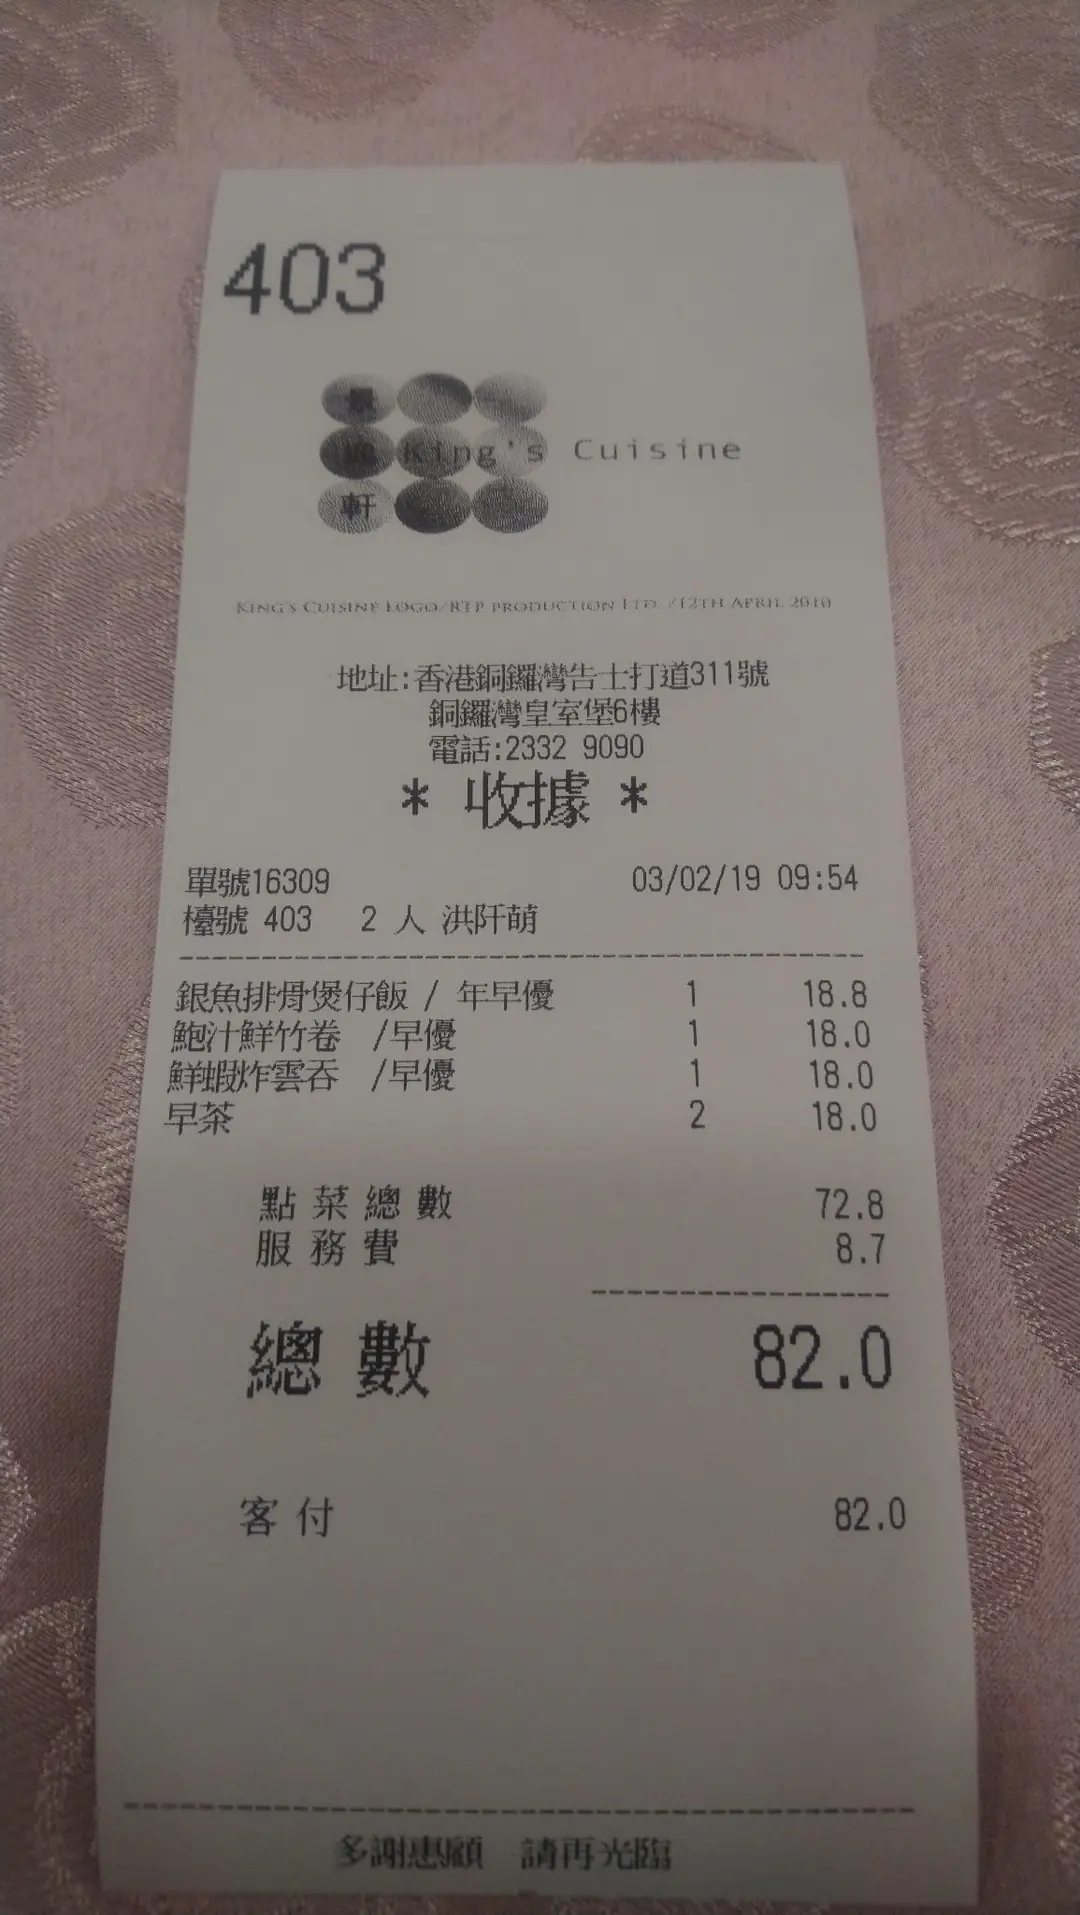 403
景
軒
King's Cuisine
KING'S CUISINE LOGO/RTP PRODUCTION LTD. /12TH APRIL 2010
地址:香港銅鑼灣告士打道311號
銅鑼灣皇室堡6樓
電話:2332 9090
* 收據 *
單號16309 03/02/19 09:54
檯號 403 2 人 洪阡萌
銀魚排骨煲仔飯 / 年早優 1 18.8
鮑汁鮮竹卷 /早優 1 18.0
鮮蝦炸雲吞 /早優 1 18.0
早茶 2 18.0
點菜總數 72.8
服務費 8.7
總數 82.0
客付 82.0
多謝惠顧 請再光臨